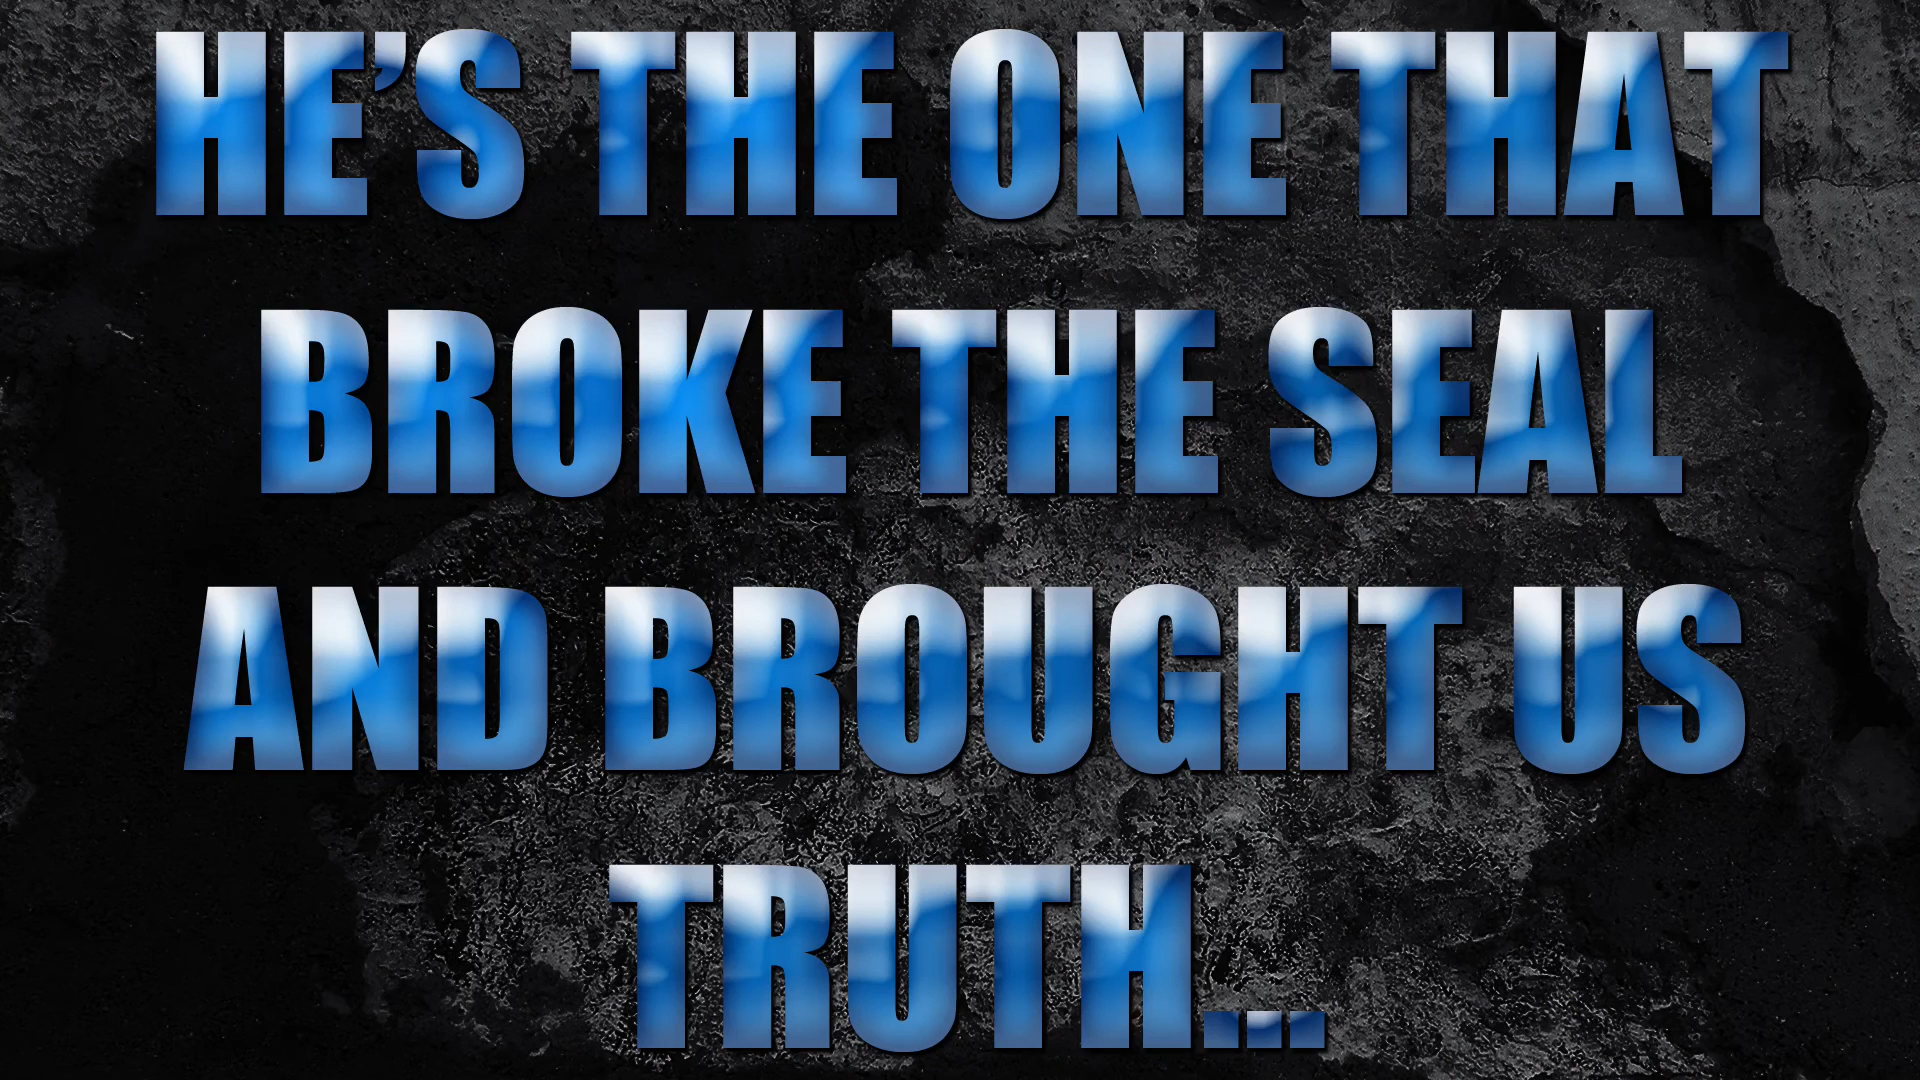 HE'S THE ONE THAT
BROKE THE SEAL
AND BROUGHT US
TRUTH...